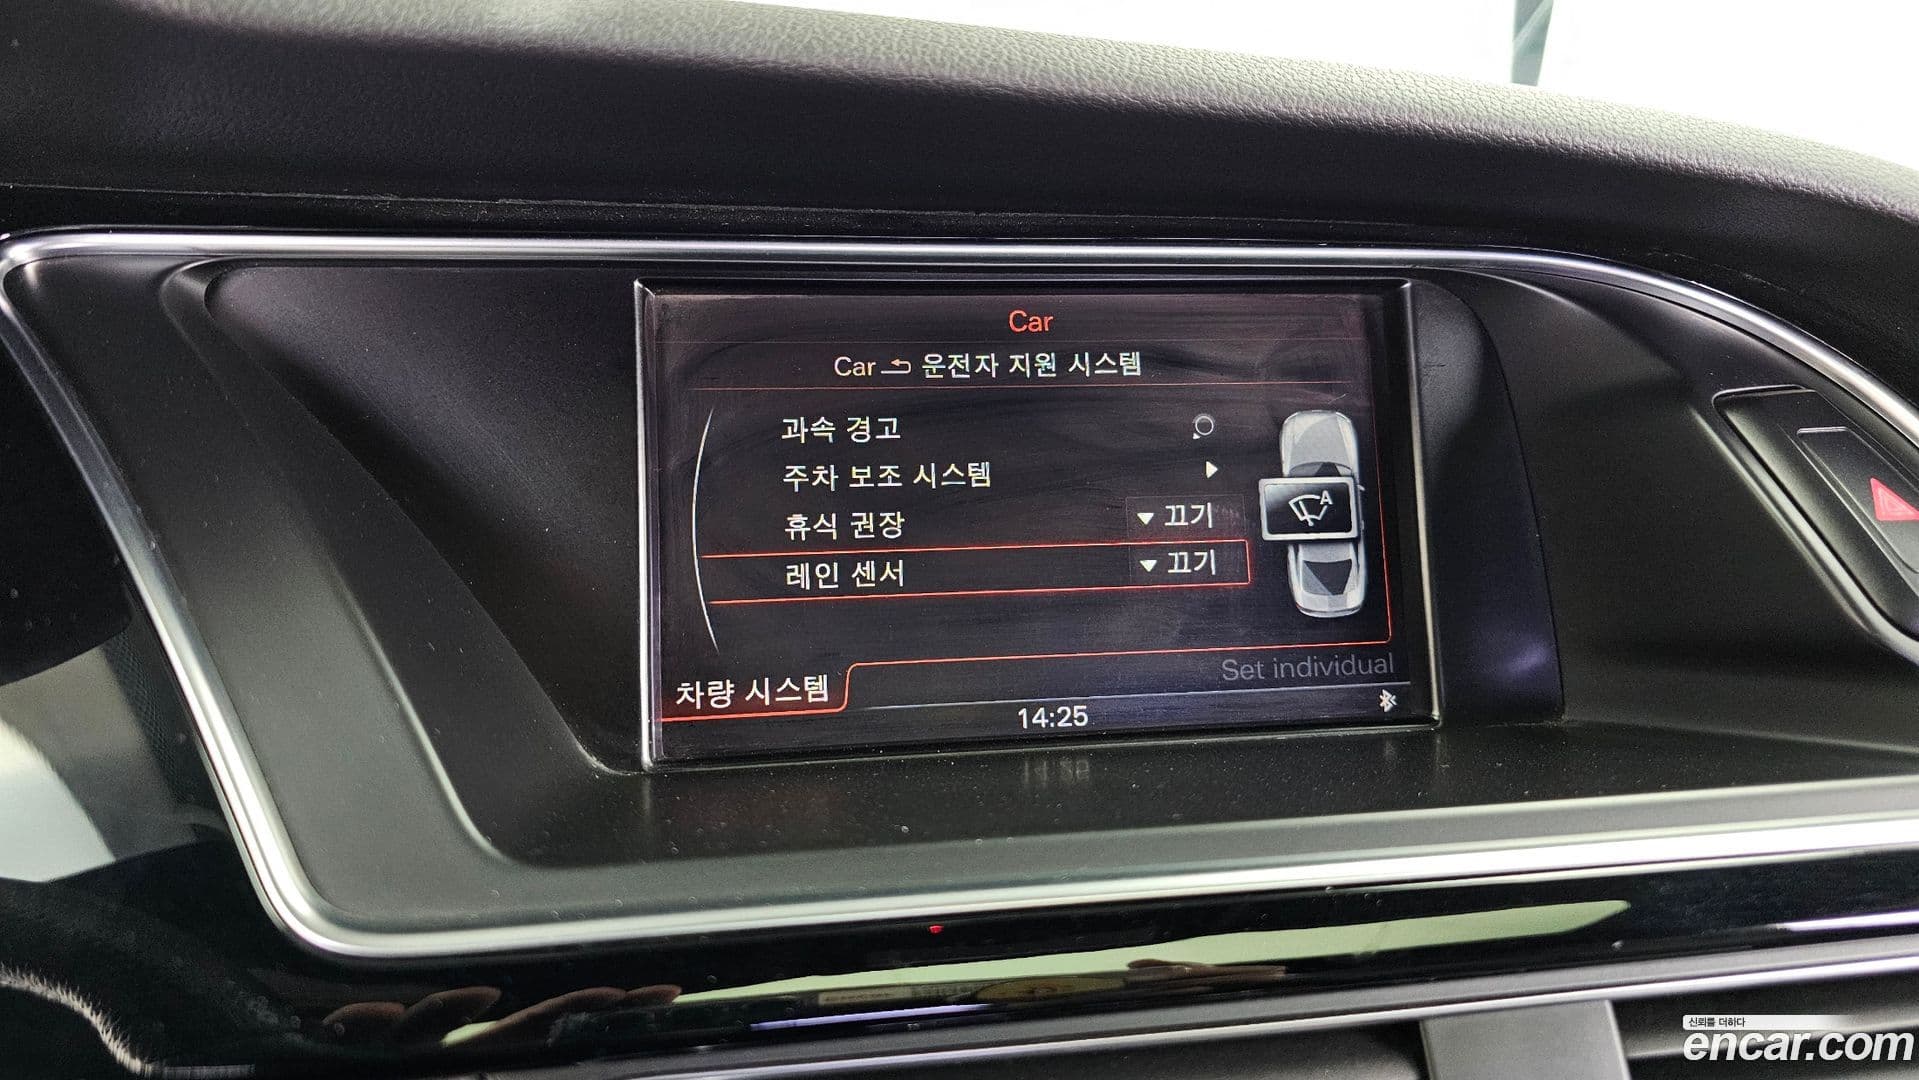 Car
Car 운전자 지원 시스템
과속 경고
주차 보조 시스템
휴식 권장 ▼ 끄기
레인 센서 ▼ 끄기
A
Set individual
차량 시스템
14:25
신뢰를 더하다
encar.com